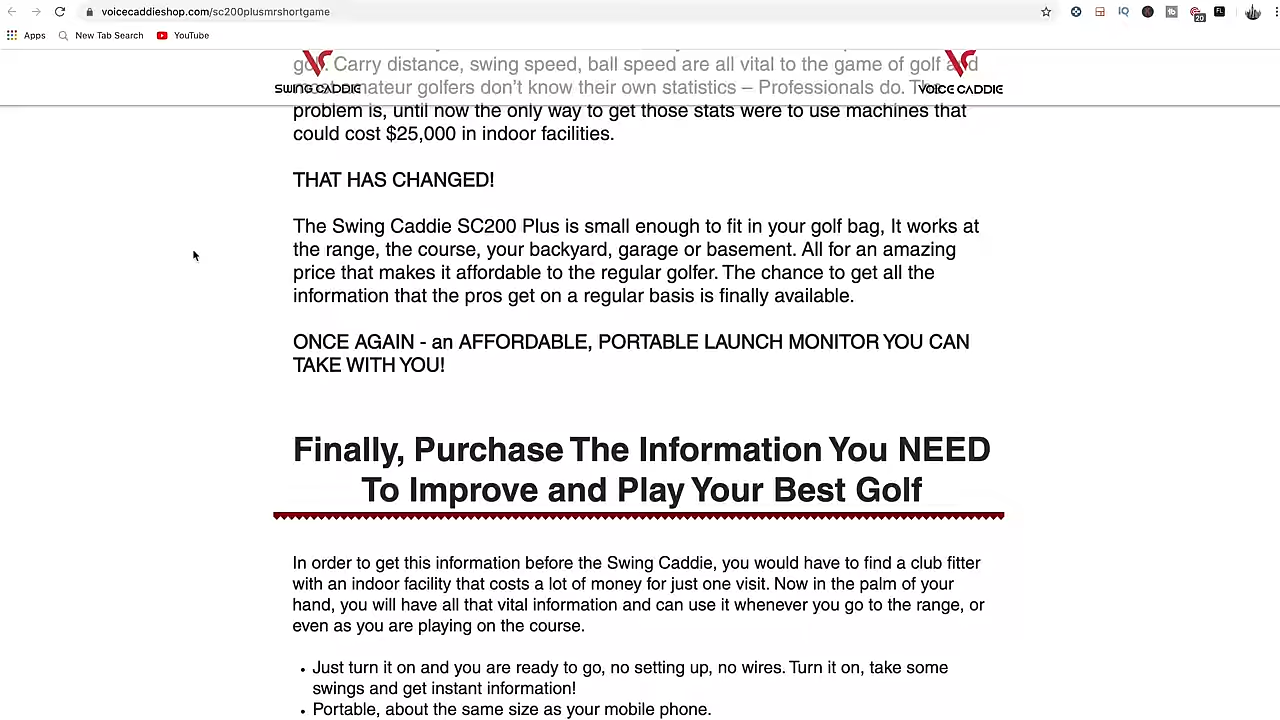 voicecaddieshop.com/sc200plusmrshortgame
Apps New Tab Search YouTube
20
FL
SWING CADDIE VOICE CADDIE
golf. Carry distance, swing speed, ball speed are all vital to the game of golf and
most amateur golfers don't know their own statistics – Professionals do. The
problem is, until now the only way to get those stats were to use machines that
could cost $25,000 in indoor facilities.
THAT HAS CHANGED!
The Swing Caddie SC200 Plus is small enough to fit in your golf bag, It works at
the range, the course, your backyard, garage or basement. All for an amazing
price that makes it affordable to the regular golfer. The chance to get all the
information that the pros get on a regular basis is finally available.
ONCE AGAIN - an AFFORDABLE, PORTABLE LAUNCH MONITOR YOU CAN
TAKE WITH YOU!
Finally, Purchase The Information You NEED
To Improve and Play Your Best Golf
In order to get this information before the Swing Caddie, you would have to find a club fitter
with an indoor facility that costs a lot of money for just one visit. Now in the palm of your
hand, you will have all that vital information and can use it whenever you go to the range, or
even as you are playing on the course.
• Just turn it on and you are ready to go, no setting up, no wires. Turn it on, take some
swings and get instant information!
• Portable, about the same size as your mobile phone.